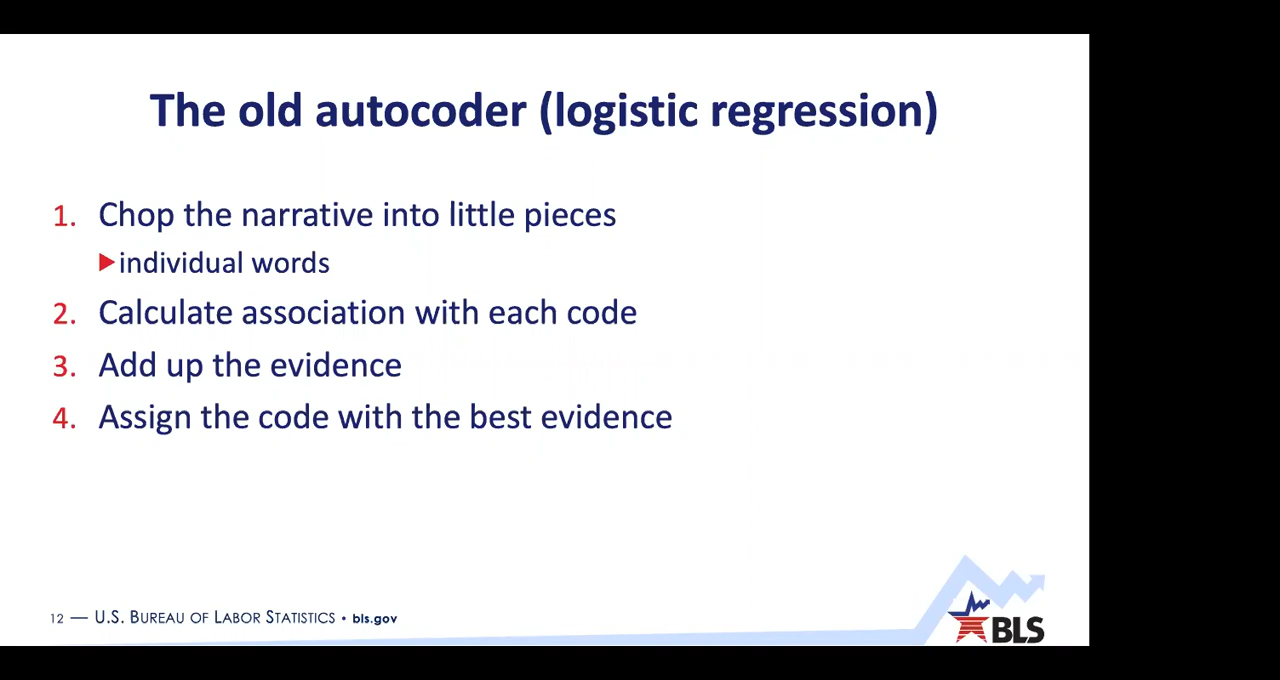 The old autocoder (logistic regression)
1. Chop the narrative into little pieces
individual words
2. Calculate association with each code
3. Add up the evidence
4. Assign the code with the best evidence
12 — U.S. BUREAU OF LABOR STATISTICS • bls.gov
BLS